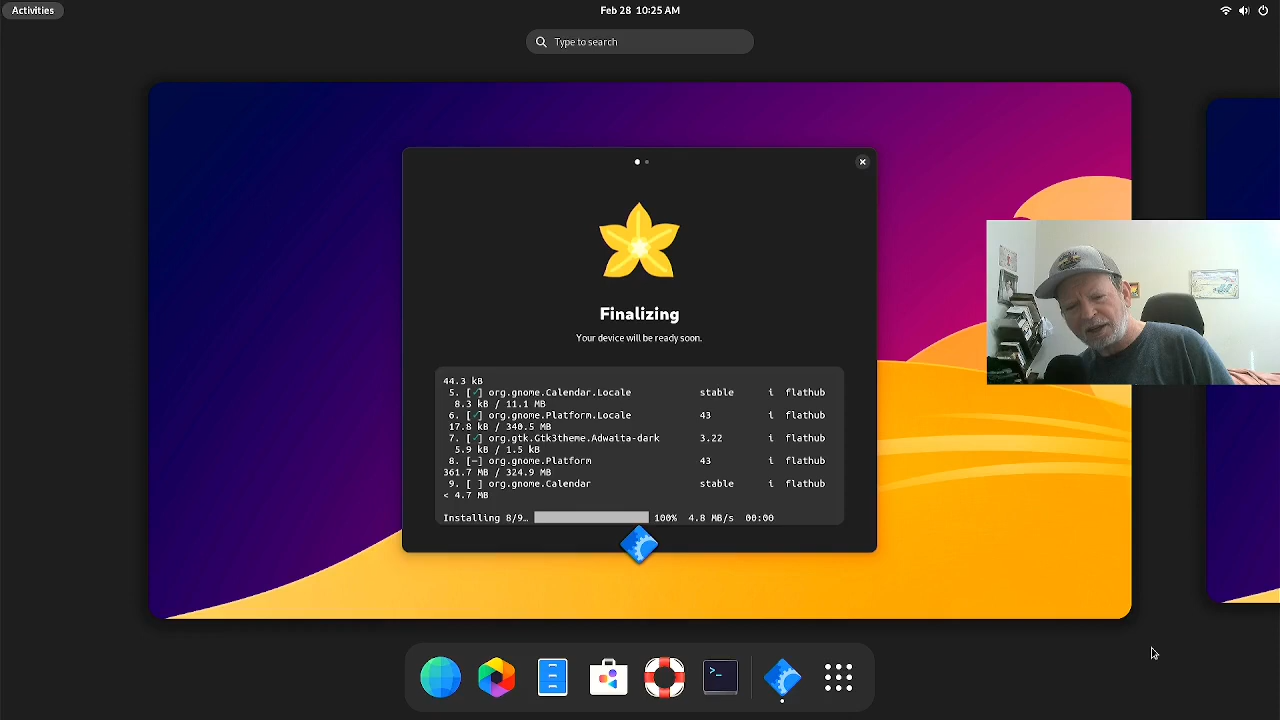 Activities
Feb 28 10:25 AM
Type to search
Finalizing
Your device will be ready soon.
44.3 kB
5. [✓] org.gnome.Calendar.Locale stable i flathub
8.3 kB / 11.1 MB
6. [✓] org.gnome.Platform.Locale 43 i flathub
17.8 kB / 340.5 MB
7. [✓] org.gtk.Gtk3theme.Adwaita-dark 3.22 i flathub
5.9 kB / 1.5 kB
8. [—] org.gnome.Platform 43 i flathub
361.7 MB / 324.9 MB
9. [ ] org.gnome.Calendar stable i flathub
< 4.7 MB
Installing 8/9… 100% 4.8 MB/s 00:00
>_